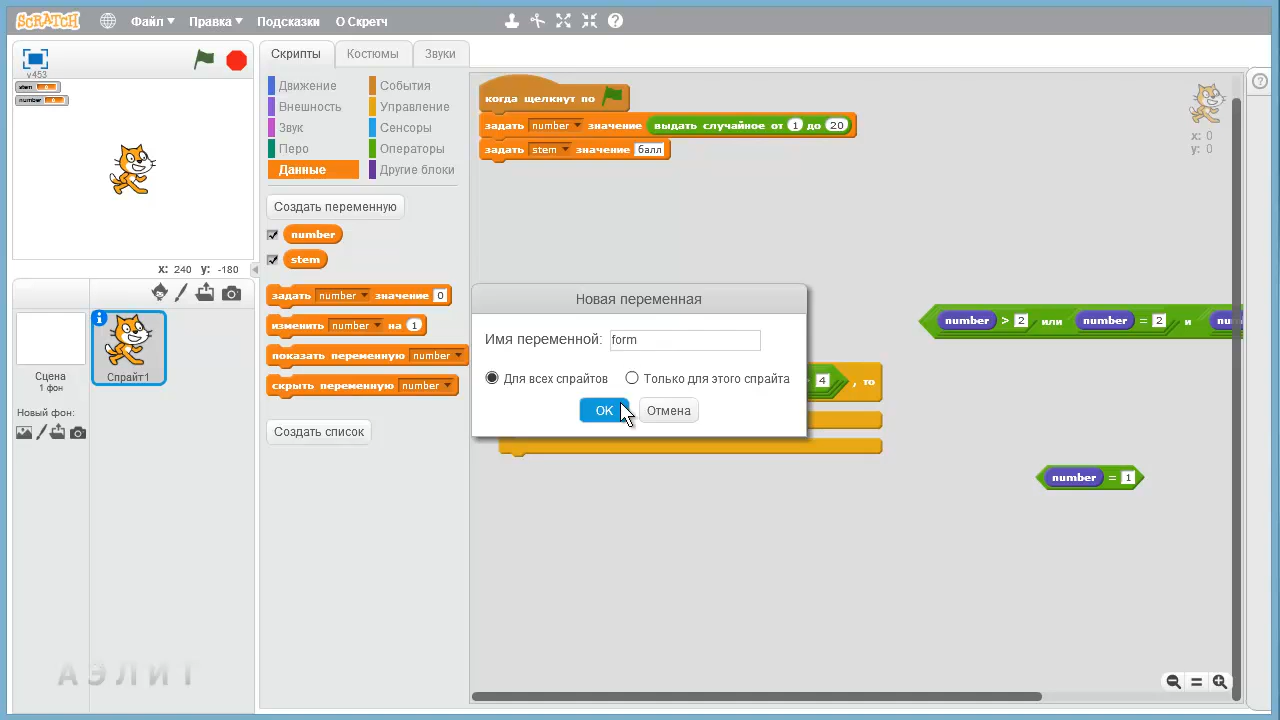 SCRATCH
Файл
Правка
Подсказки
О Скретч
v453
stem
number
Скрипты
Костюмы
Звуки
Движение
Внешность
Звук
Перо
Данные
События
Управление
Сенсоры
Операторы
Другие блоки
Создать переменную
number
stem
задать number значение 0
изменить number на 1
показать переменную number
скрыть переменную number
Создать список
x: 240 y: -180
Сцена
1 фон
Новый фон:
Спрайт1
АЭЛИТ
когда щелкнут по
задать number значение выдать случайное от 1 до 20
задать stem значение балл
x: 0
y: 0
Новая переменная
Имя переменной: form
Для всех спрайтов
Только для этого спрайта
OK
Отмена
number > 2 или number = 2 и
4 , то
number = 1